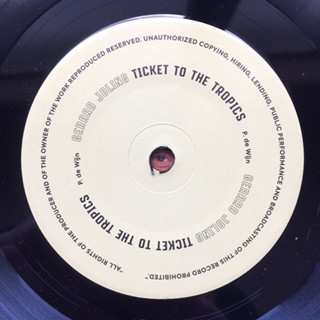 "ALL RIGHTS OF THE PRODUCER AND OF THE OWNER OF THE WORK REPRODUCED RESERVED. UNAUTHORIZED COPYING, HIRING, LENDING, PUBLIC PERFORMANCE AND BROADCASTING OF THIS RECORD PROHIBITED."
GERARD JOLING TICKET TO THE TROPICS
P. de Wijn
GERARD JOLING TICKET TO THE TROPICS
P. de Wijn